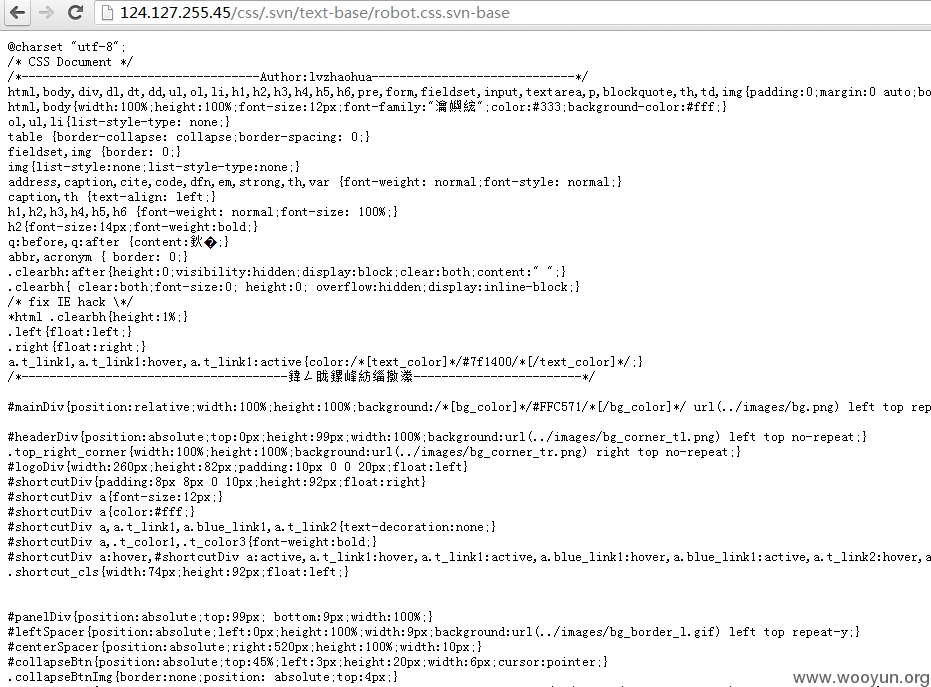 124.127.255.45/css/.svn/text-base/robot.css.svn-base
@charset "utf-8";
/* CSS Document */
/*----------------------------------Author:lvzhaohua-----------------------------*/
html,body,div,dl,dt,dd,ul,ol,li,h1,h2,h3,h4,h5,h6,pre,form,fieldset,input,textarea,p,blockquote,th,td,img{padding:0;margin:0 auto;bo
html,body{width:100%;height:100%;font-size:12px;font-family:"瀹嬩綋";color:#333;background-color:#fff;}
ol,ul,li{list-style-type: none;}
table {border-collapse: collapse;border-spacing: 0;}
fieldset,img {border: 0;}
img{list-style:none;list-style-type:none;}
address,caption,cite,code,dfn,em,strong,th,var {font-weight: normal;font-style: normal;}
caption,th {text-align: left;}
h1,h2,h3,h4,h5,h6 {font-weight: normal;font-size: 100%;}
h2{font-size:14px;font-weight:bold;}
q:before,q:after {content:鈥�;}
abbr,acronym { border: 0;}
.clearbh:after{height:0;visibility:hidden;display:block;clear:both;content:" ";}
.clearbh{ clear:both;font-size:0; height:0; overflow:hidden;display:inline-block;}
/* fix IE hack \*/
*html .clearbh{height:1%;}
.left{float:left;}
.right{float:right;}
a.t_link1,a.t_link1:hover,a.t_link1:active{color:/*[text_color]*/#7f1400/*[/text_color]*/;}
/*--------------------------------------------------------------*/
#mainDiv{position:relative;width:100%;height:100%;background:/*[bg_color]*/#FFC571/*[/bg_color]*/ url(../images/bg.png) left top rep
#headerDiv{position:absolute;top:0px;height:99px;width:100%;background:url(../images/bg_corner_tl.png) left top no-repeat;}
.top_right_corner{width:100%;height:100%;background:url(../images/bg_corner_tr.png) right top no-repeat;}
#logoDiv{width:260px;height:82px;padding:10px 0 0 20px;float:left}
#shortcutDiv{padding:8px 8px 0 10px;height:92px;float:right}
#shortcutDiv a{font-size:12px;}
#shortcutDiv a{color:#fff;}
#shortcutDiv a,a.t_link1,a.blue_link1,a.t_link2{text-decoration:none;}
#shortcutDiv a,.t_color1,.t_color3{font-weight:bold;}
#shortcutDiv a:hover,#shortcutDiv a:active,a.t_link1:hover,a.t_link1:active,a.blue_link1:hover,a.blue_link1:active,a.t_link2:hover,a
.shortcut_cls{width:74px;height:92px;float:left;}
#panelDiv{position:absolute;top:99px; bottom:9px;width:100%;}
#leftSpacer{position:absolute;left:0px;height:100%;width:9px;background:url(../images/bg_border_l.gif) left top repeat-y;}
#centerSpacer{position:absolute;right:520px;height:100%;width:10px;}
#collapseBtn{position:absolute;top:45%;left:3px;height:20px;width:6px;cursor:pointer;}
.collapseBtnImg{border:none;position: absolute;top:4px;}
www.wooyun.org